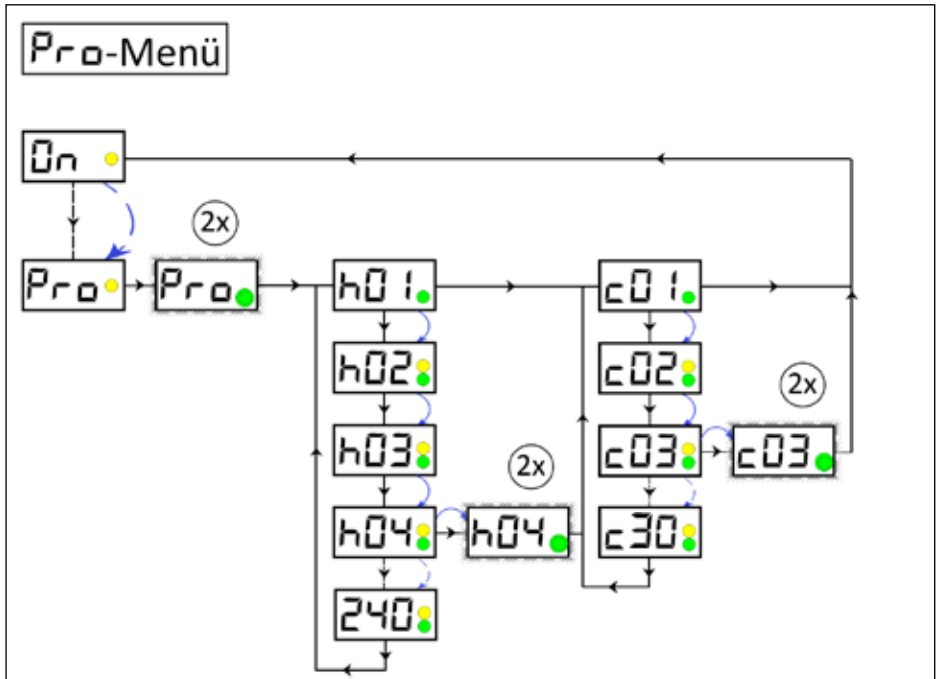 Pro-Menü
On
2x
Pro
Pro
h01
c01
h02
c02
2x
h03
c03
c03
2x
h04
h04
c30
240